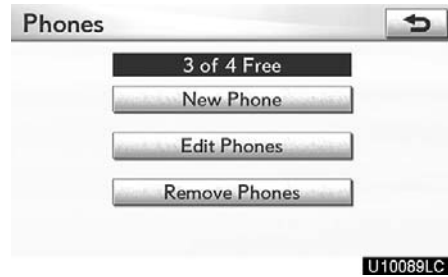 Phones
3 of 4 Free
New Phone
Edit Phones
Remove Phones
U10089LC